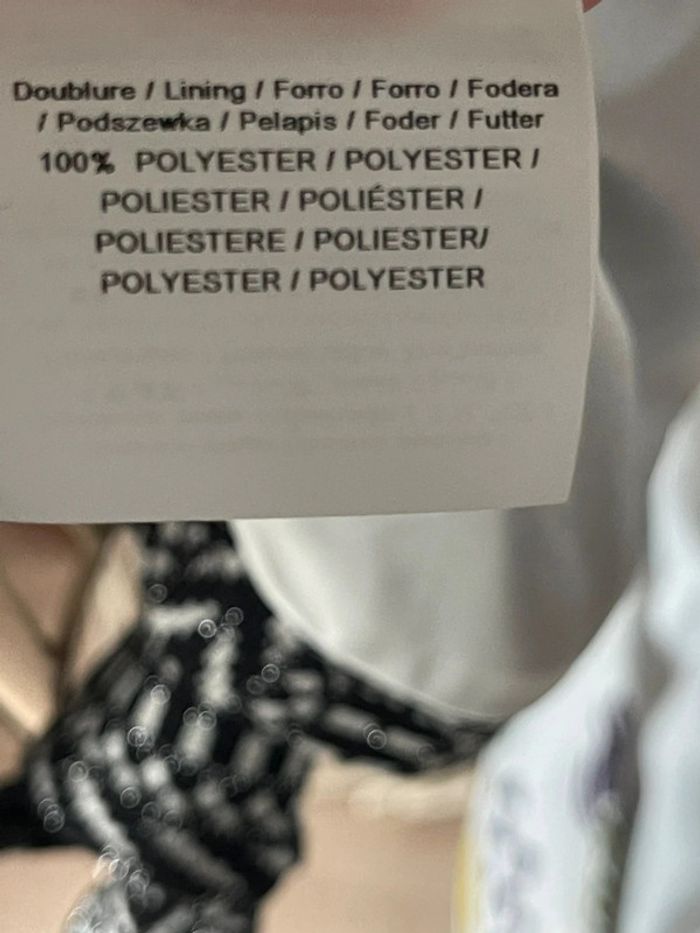 Doublure / Lining / Forro / Forro / Fodera
/ Podszewka / Pelapis / Foder / Futter
100% POLYESTER / POLYESTER /
POLIESTER / POLIÉSTER /
POLIESTERE / POLIESTER/
POLYESTER / POLYESTER